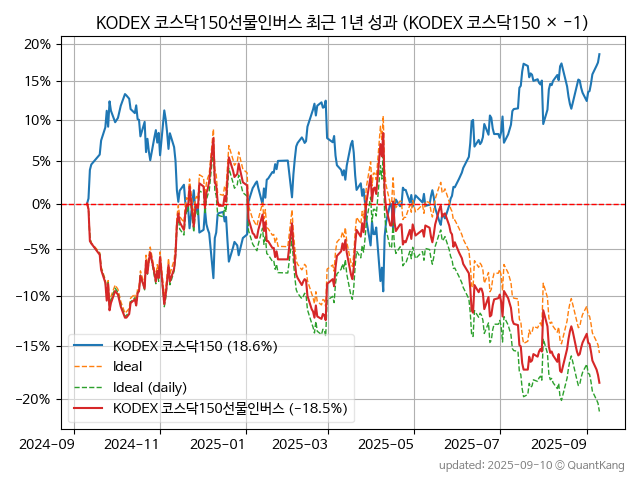 KODEX 코스닥150선물인버스 최근 1년 성과 (KODEX 코스닥150 × −1)
20%
15%
10%
5%
0%
−5%
−10%
−15%
−20%
KODEX 코스닥150 (18.6%)
Ideal
Ideal (daily)
KODEX 코스닥150선물인버스 (−18.5%)
2024-09
2024-11
2025-01
2025-03
2025-05
2025-07
2025-09
updated: 2025-09-10 © QuantKang